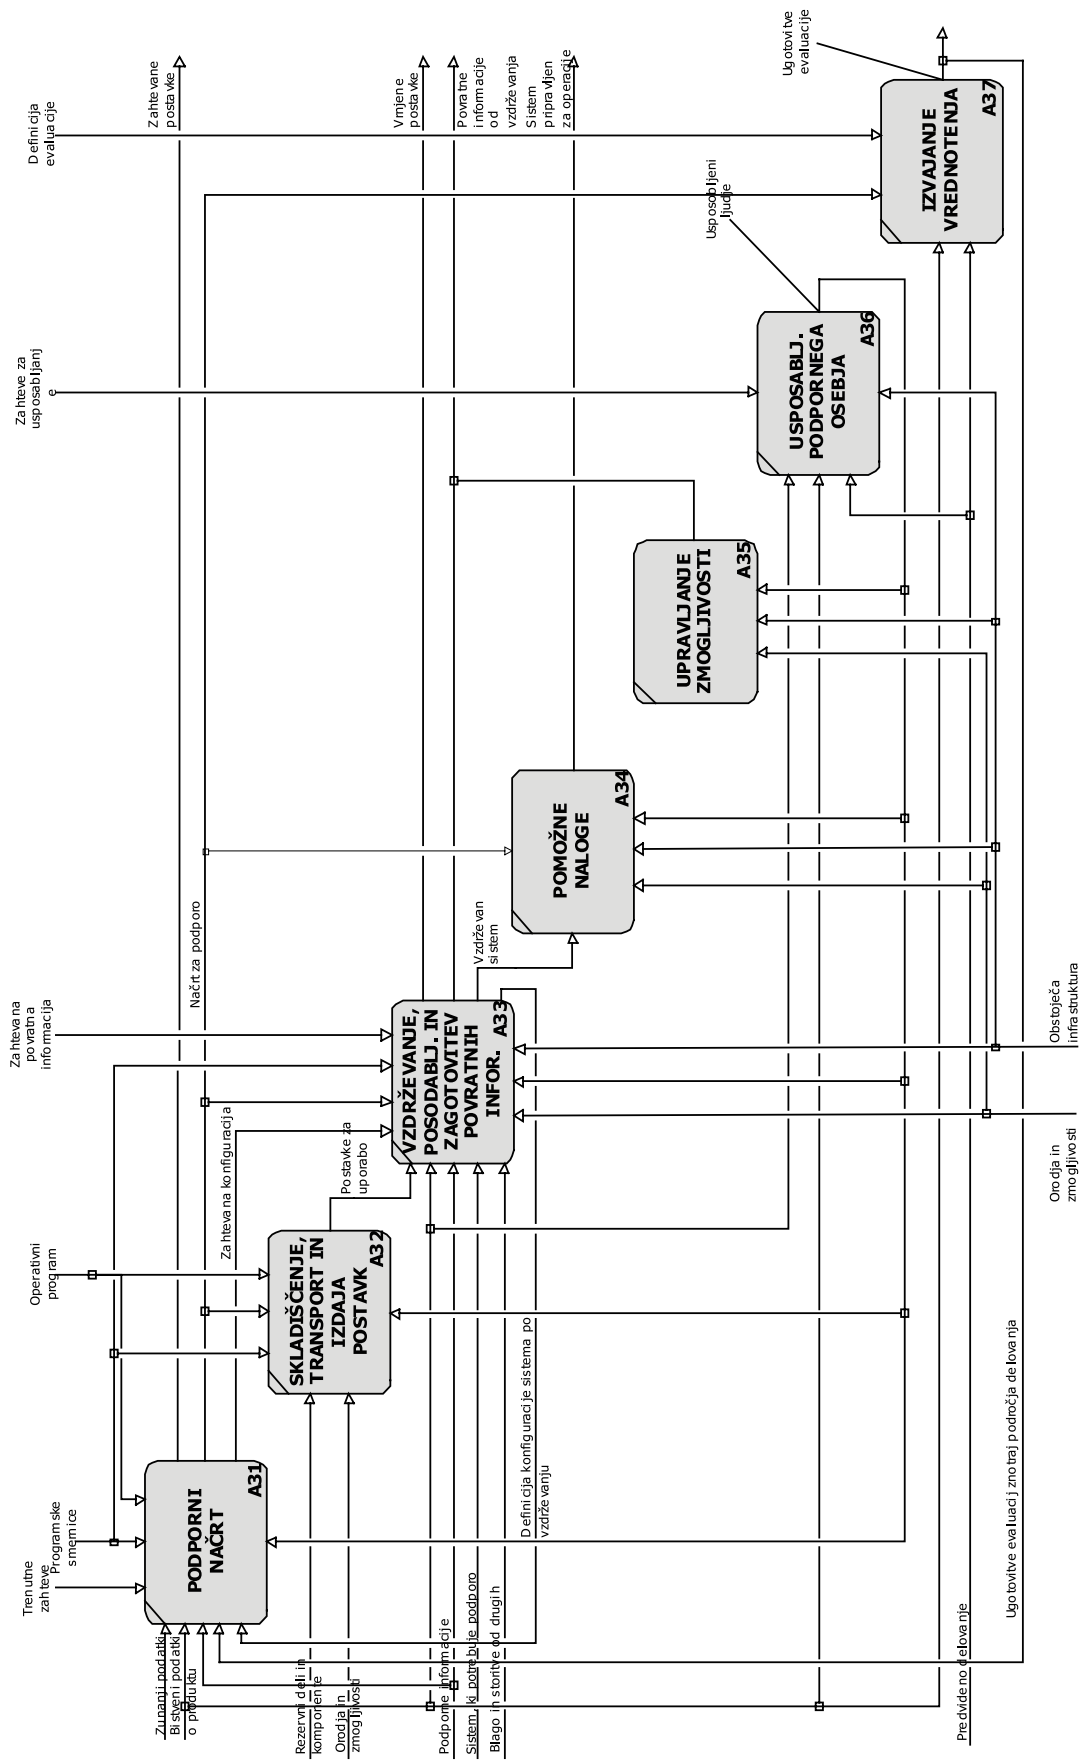 Definicija
evaluacije
Zahteve za
usposabljanj
e
Zahtevana
povratna
informacija
Operativni
program
Programske
smernice
Trenutne
zahteve
Zahtevane
postavke
Vrnjene
postavke
Povratne
informacije
od
vzdrževanja
Sistem
pripravljen
za operacije
Ugotovitve
evaluacije
Usposobljeni
ljudje
Načrt za podporo
Zahtevana konfiguracija
Postavke za
uporabo
Vzdrževan
sistem
Definicija konfiguracije sistema po
vzdrževanju
PODPORNI
NAČRT
A31
SKLADIŠČENJE,
TRANSPORT IN
IZDAJA
POSTAVK
A32
VZDRŽEVANJE,
POSODABLJ. IN
ZAGOTOVITEV
POVRATNIH
INFOR.
A33
POMOŽNE
NALOGE
A34
UPRAVLJANJE
ZMOGLJIVOSTI
A35
USPOSABLJ.
PODPORNEGA
OSEBJA
A36
IZVAJANJE
VREDNOTENJA
A37
Zunanji podatki
Bistveni podatki
o produktu
Rezervni deli in
komponente
Orodja in
zmogljivosti
Podporne informacije
Sistem, ki potrebuje podporo
Blago in storitve od drugih
Predvideno delovanje
Ugotovitve evaluacij znotraj področja delovanja
Orodja in
zmogljivosti
Obstoječa
infrastruktura